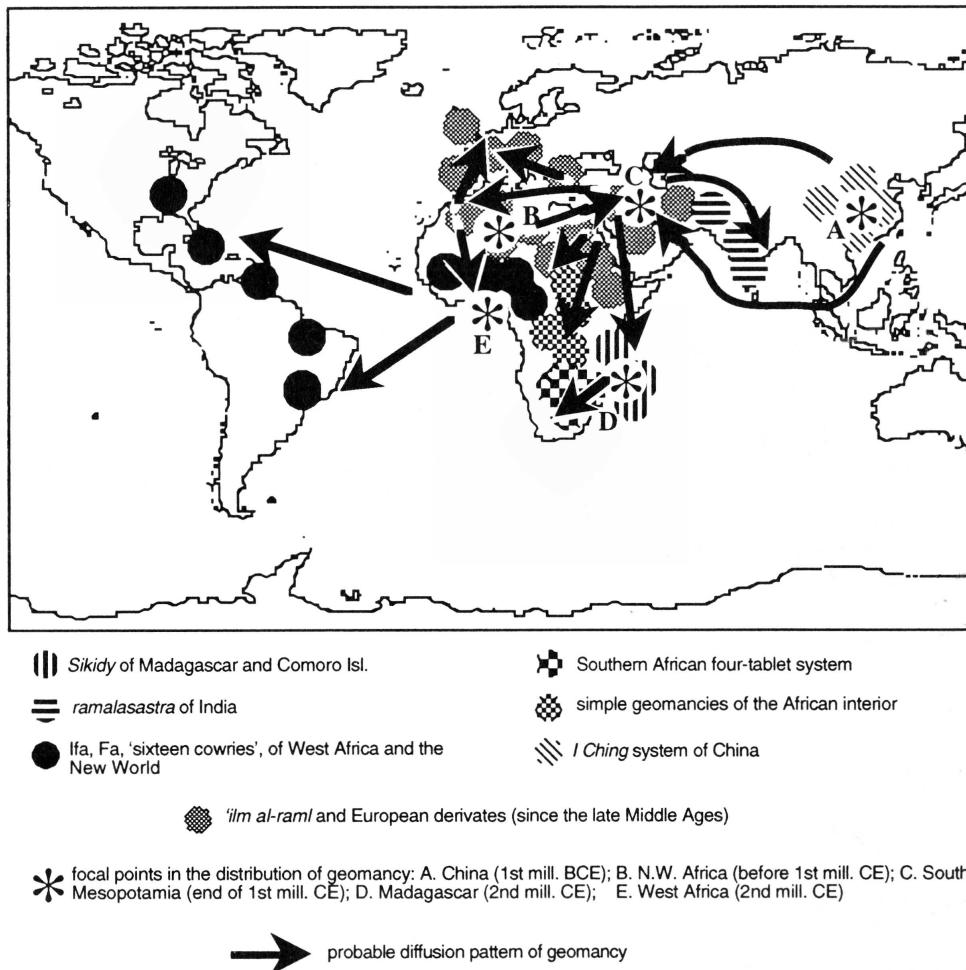 C
B
A
E
D
Sikidy of Madagascar and Comoro Isl.
Southern African four-tablet system
ramalasastra of India
simple geomancies of the African interior
Ifa, Fa, 'sixteen cowries', of West Africa and the
New World
I Ching system of China
'ilm al-raml and European derivates (since the late Middle Ages)
focal points in the distribution of geomancy: A. China (1st mill. BCE); B. N.W. Africa (before 1st mill. CE); C. South
Mesopotamia (end of 1st mill. CE); D. Madagascar (2nd mill. CE); E. West Africa (2nd mill. CE)
probable diffusion pattern of geomancy